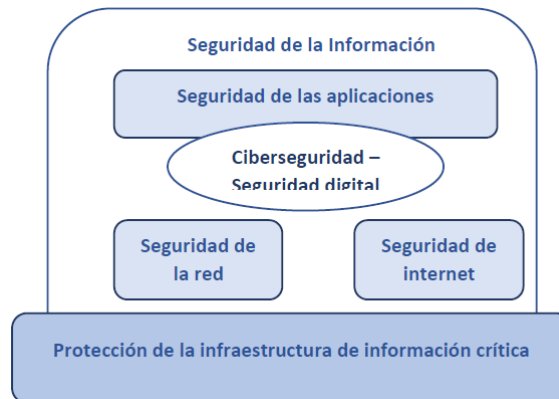 Seguridad de la Información
Seguridad de las aplicaciones
Ciberseguridad –
Seguridad digital
Seguridad de
la red
Seguridad de
internet
Protección de la infraestructura de información crítica